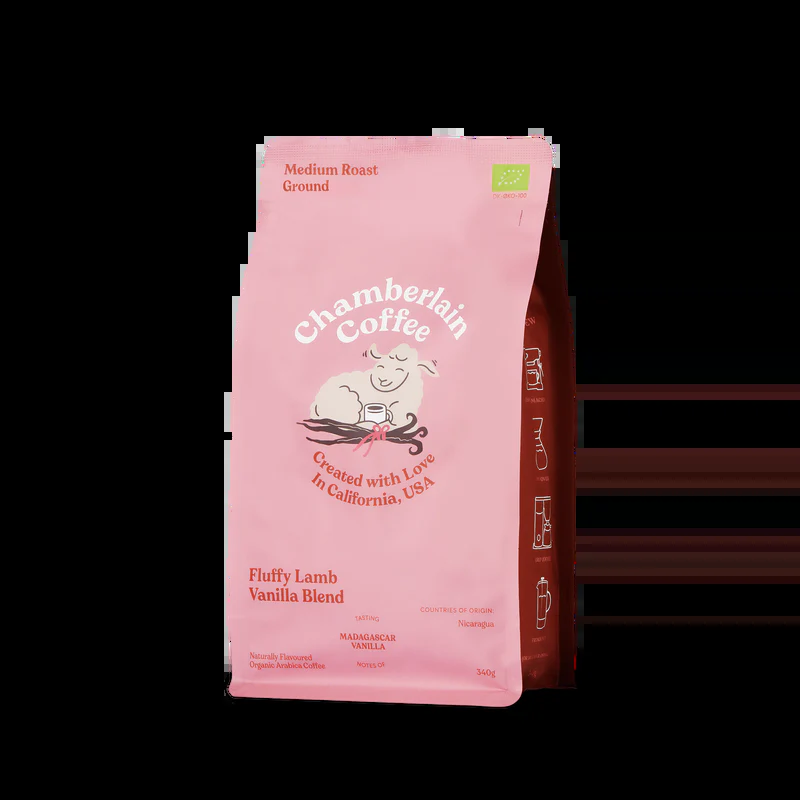 Medium Roast
Ground
Chamberlain
Coffee
Created with Love
In California, USA
Fluffy Lamb
Vanilla Blend
COUNTRIES OF ORIGIN:
Nicaragua
TASTING
MADAGASCAR
VANILLA
NOTES OF
Naturally Flavoured
Organic Arabica Coffee
340g